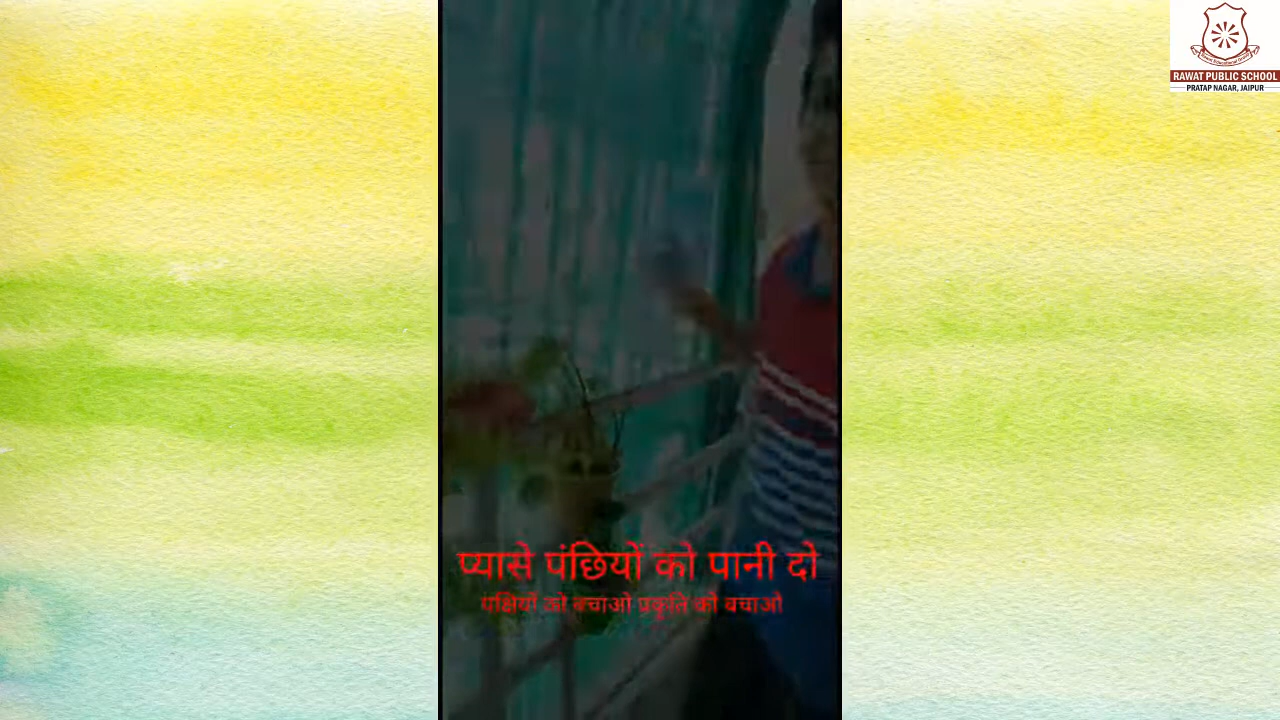 RAWAT PUBLIC SCHOOL
PRATAP NAGAR, JAIPUR
प्यासे पंछियों को पानी दो
पक्षियों को बचाओ प्रकृति को बचाओ